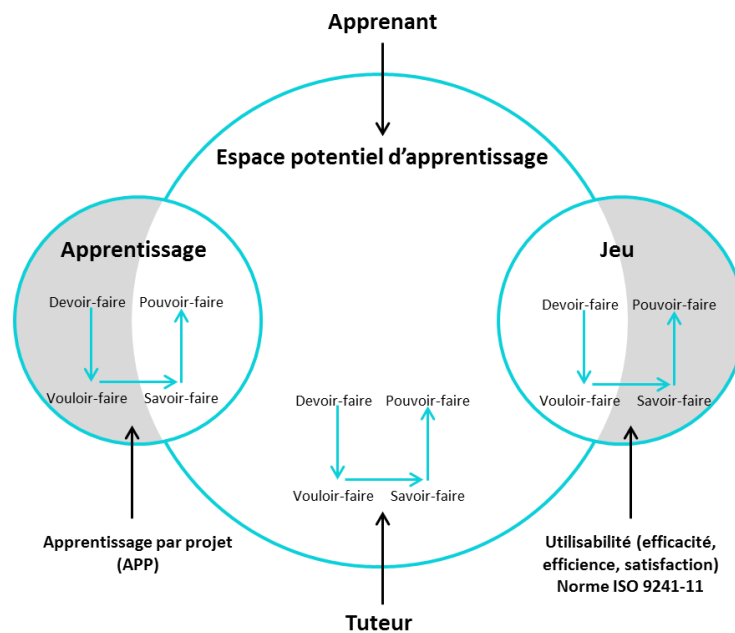 Apprenant
Espace potentiel d’apprentissage
Apprentissage
Devoir-faire Pouvoir-faire
Vouloir-faire Savoir-faire
Jeu
Devoir-faire Pouvoir-faire
Vouloir-faire Savoir-faire
Devoir-faire Pouvoir-faire
Vouloir-faire Savoir-faire
Apprentissage par projet
(APP)
Utilisabilité (efficacité,
efficience, satisfaction)
Norme ISO 9241-11
Tuteur